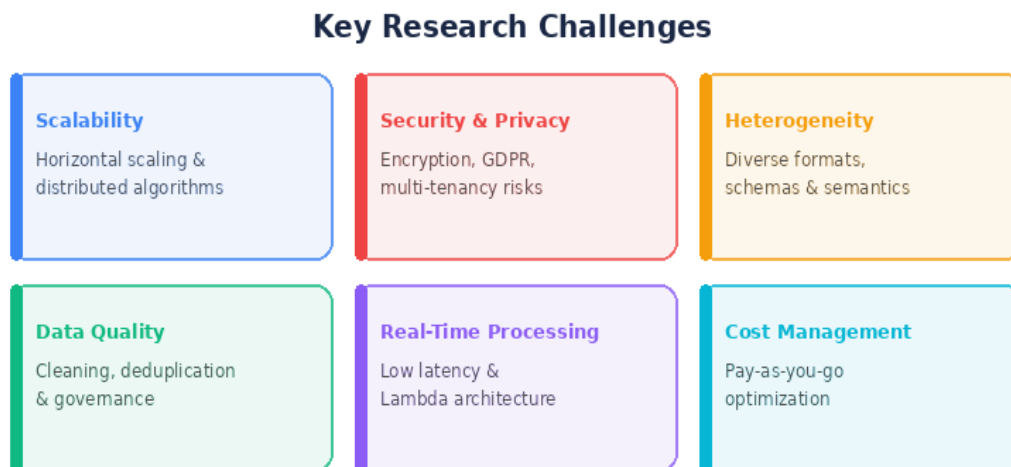 Key Research Challenges
Scalability
Horizontal scaling &
distributed algorithms
Security & Privacy
Encryption, GDPR,
multi-tenancy risks
Heterogeneity
Diverse formats,
schemas & semantics
Data Quality
Cleaning, deduplication
& governance
Real-Time Processing
Low latency &
Lambda architecture
Cost Management
Pay-as-you-go
optimization